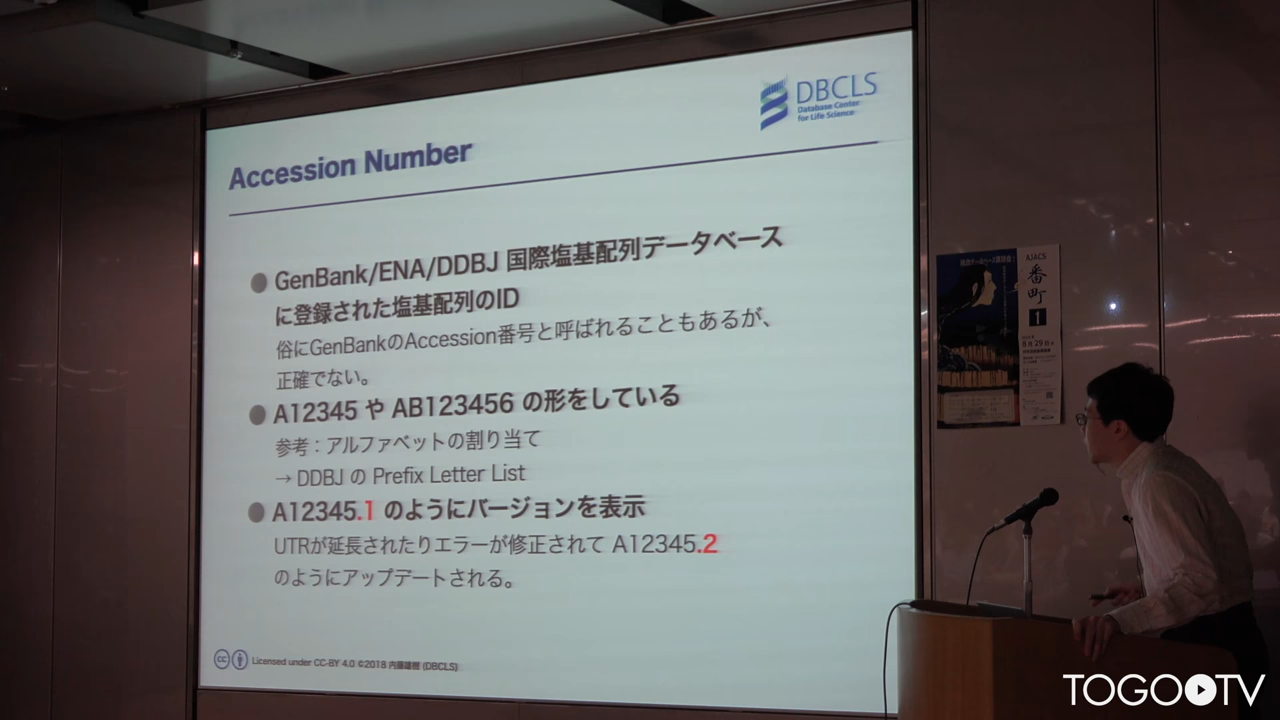 DBCLS
Database Center
for Life Science
Accession Number
● GenBank/ENA/DDBJ 国際塩基配列データベース
に登録された塩基配列のID
俗にGenBankのAccession番号と呼ばれることもあるが、
正確でない。
● A12345 や AB123456 の形をしている
参考：アルファベットの割り当て
→ DDBJ の Prefix Letter List
● A12345.1 のようにバージョンを表示
UTRが延長されたりエラーが修正されて A12345.2
のようにアップデートされる。
Licensed under CC-BY 4.0 ©2018 内藤雄樹 (DBCLS)
AJACS
番町
1
8月29日
TOGO TV